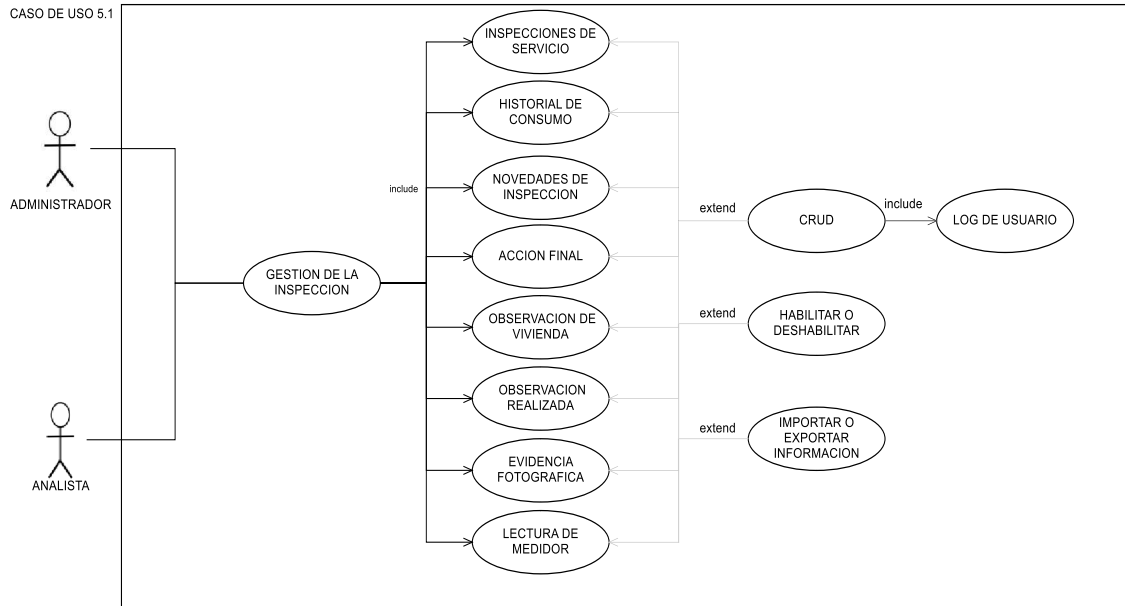 CASO DE USO 5.1
INSPECCIONES DE
SERVICIO
HISTORIAL DE
CONSUMO
ADMINISTRADOR
include
NOVEDADES DE
INSPECCION
extend
CRUD
include
LOG DE USUARIO
ACCION FINAL
GESTION DE LA
INSPECCION
OBSERVACION DE
VIVIENDA
extend
HABILITAR O
DESHABILITAR
OBSERVACION
REALIZADA
extend
IMPORTAR O
EXPORTAR
INFORMACION
ANALISTA
EVIDENCIA
FOTOGRAFICA
LECTURA DE
MEDIDOR